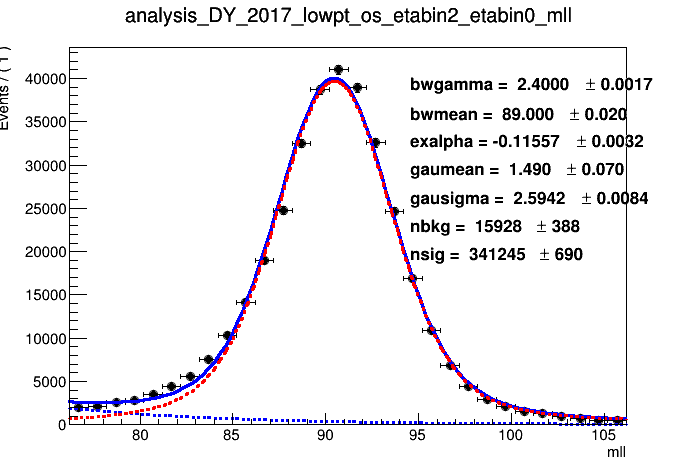 analysis_DY_2017_lowpt_os_etabin2_etabin0_mll
Events / ( 1 )
40000
35000
30000
25000
20000
15000
10000
5000
0
bwgamma = 2.4000 ± 0.0017
bwmean = 89.000 ± 0.020
exalpha = -0.11557 ± 0.0032
gaumean = 1.490 ± 0.070
gausigma = 2.5942 ± 0.0084
nbkg = 15928 ± 388
nsig = 341245 ± 690
80 85 90 95 100 105
mll